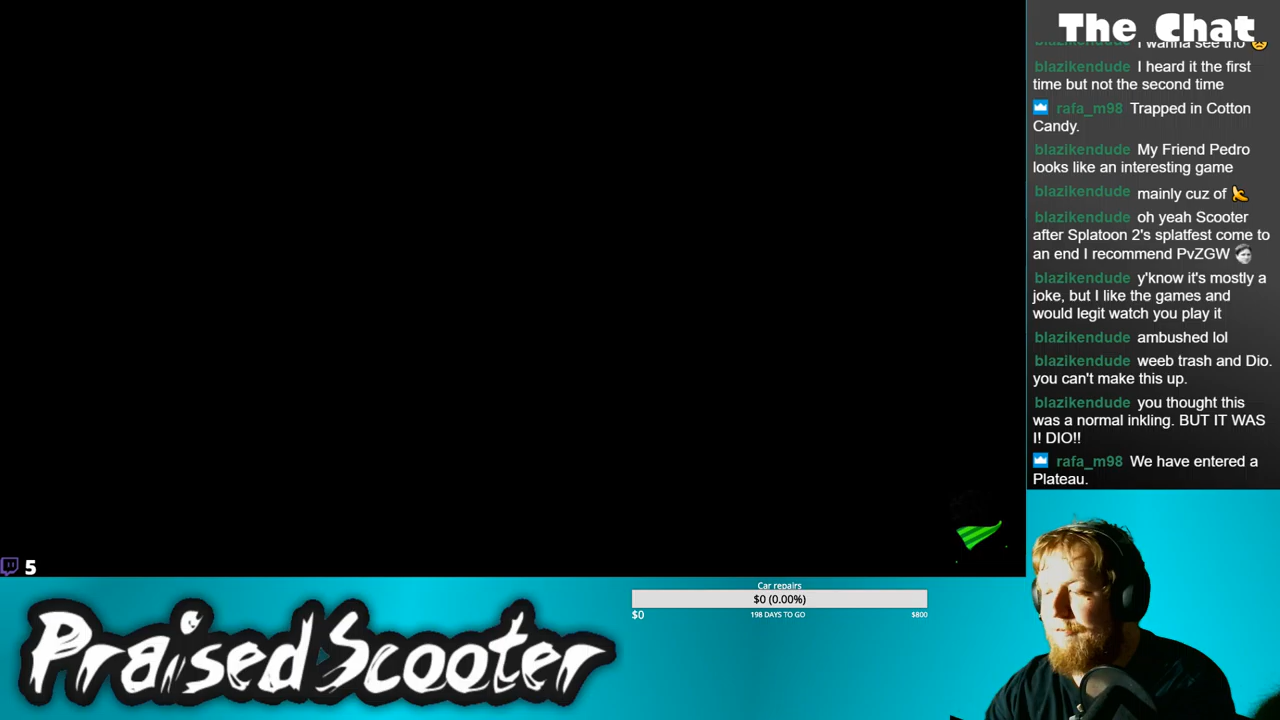 The Chat
blazikendude I wanna see tho
blazikendude I heard it the first
time but not the second time
rafa_m98 Trapped in Cotton
Candy.
blazikendude My Friend Pedro
looks like an interesting game
blazikendude mainly cuz of
blazikendude oh yeah Scooter
after Splatoon 2's splatfest come to
an end I recommend PvZGW
blazikendude y'know it's mostly a
joke, but I like the games and
would legit watch you play it
blazikendude ambushed lol
blazikendude weeb trash and Dio.
you can't make this up.
blazikendude you thought this
was a normal inkling. BUT IT WAS
I! DIO!!
rafa_m98 We have entered a
Plateau.
5
Car repairs
$0 (0.00%)
$0 198 DAYS TO GO $800
PraisedScooter